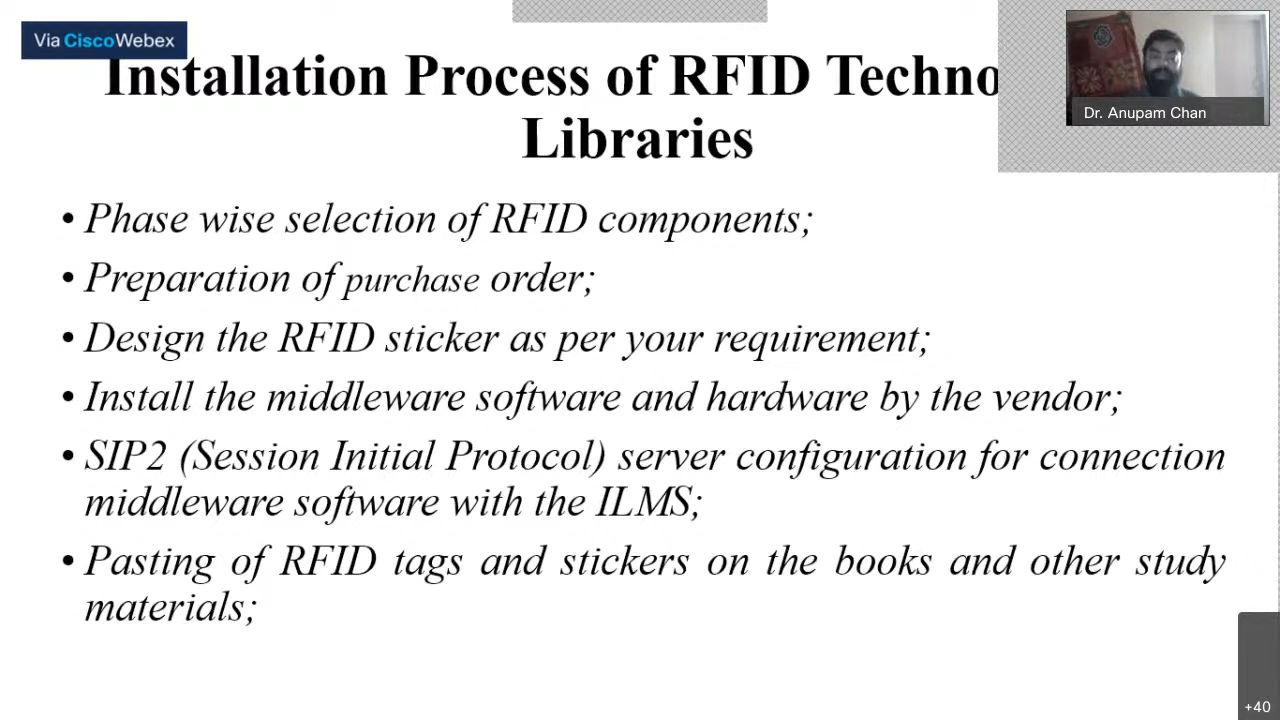 Via CiscoWebex
Installation Process of RFID Techno
Libraries
Dr. Anupam Chan
• Phase wise selection of RFID components;
• Preparation of purchase order;
• Design the RFID sticker as per your requirement;
• Install the middleware software and hardware by the vendor;
• SIP2 (Session Initial Protocol) server configuration for connection
middleware software with the ILMS;
• Pasting of RFID tags and stickers on the books and other study
materials;
+40